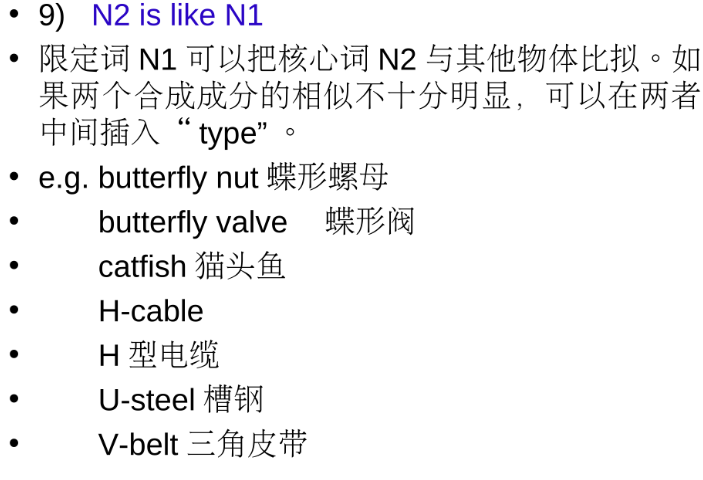 • 9) N2 is like N1
• 限定词 N1 可以把核心词 N2 与其他物体比拟。如
果两个合成成分的相似不十分明显，可以在两者
中间插入“ type”。
• e.g. butterfly nut 蝶形螺母
• butterfly valve 蝶形阀
• catfish 猫头鱼
• H-cable
• H 型电缆
• U-steel 槽钢
• V-belt 三角皮带